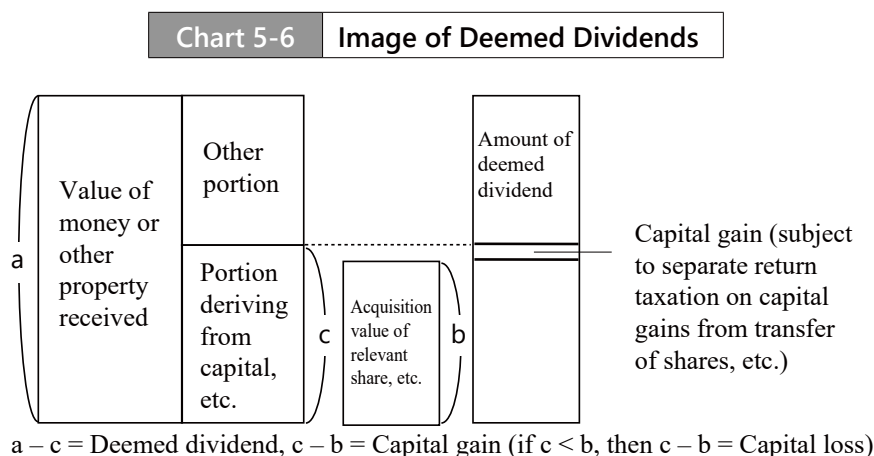 Chart 5-6 Image of Deemed Dividends
a
Value of
money or
other
property
received
Other
portion
Portion
deriving
from
capital,
etc.
c
Acquisition
value of
relevant
share, etc.
b
Amount of
deemed
dividend
Capital gain (subject
to separate return
taxation on capital
gains from transfer
of shares, etc.)
a – c = Deemed dividend, c – b = Capital gain (if c < b, then c – b = Capital loss)